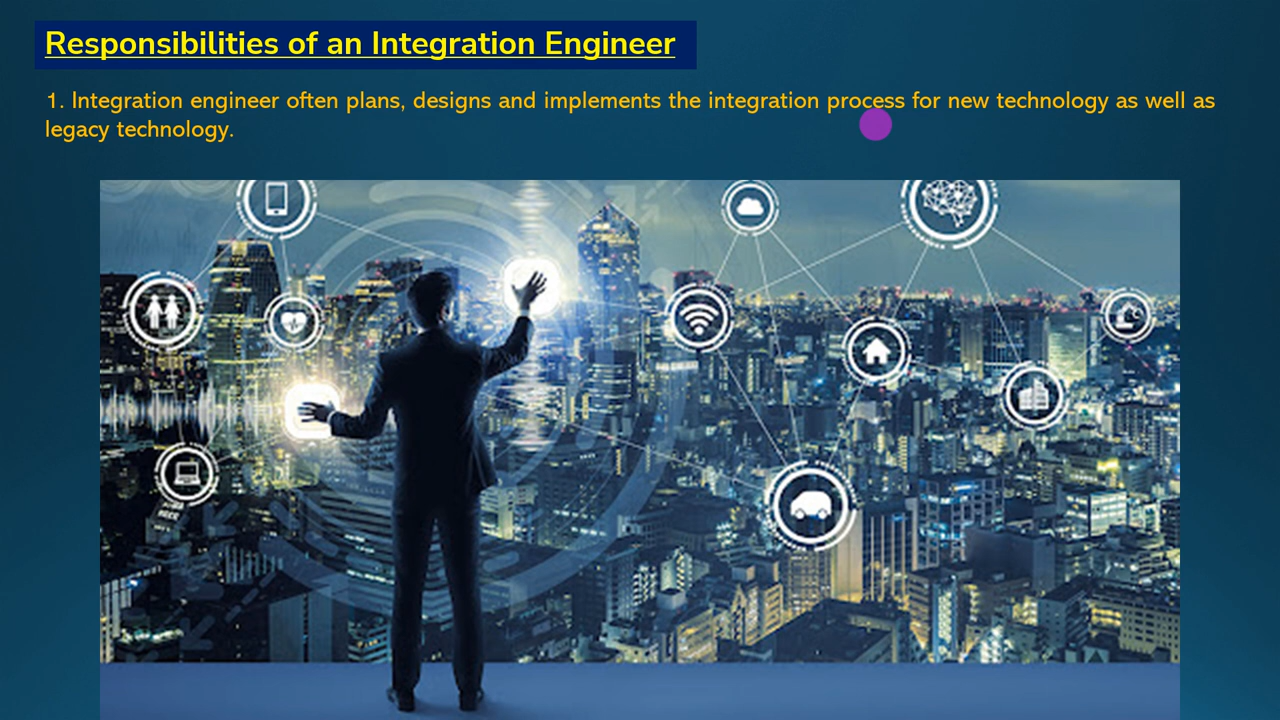 Responsibilities of an Integration Engineer
1. Integration engineer often plans, designs and implements the integration process for new technology as well as
legacy technology.